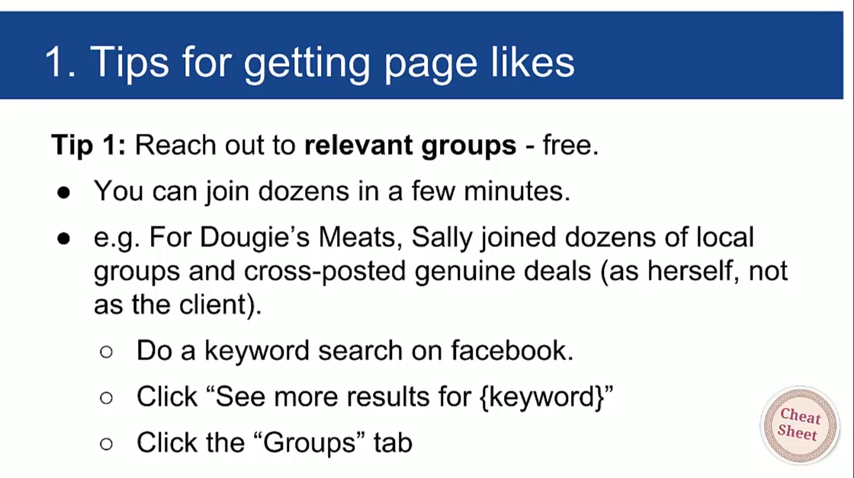 1. Tips for getting page likes
Tip 1: Reach out to relevant groups - free.
● You can join dozens in a few minutes.
● e.g. For Dougie's Meats, Sally joined dozens of local
groups and cross-posted genuine deals (as herself, not
as the client).
○ Do a keyword search on facebook.
○ Click “See more results for {keyword}”
○ Click the “Groups” tab
Cheat
Sheet